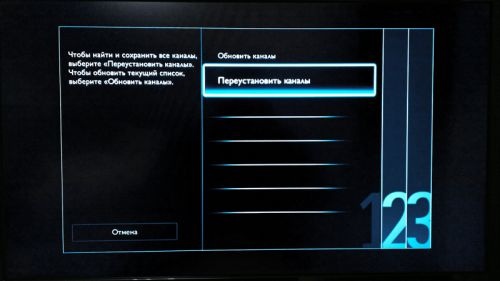 Чтобы найти и сохранить все каналы,
выберите «Переустановить каналы».
Чтобы обновить текущий список,
выберите «Обновить каналы».
Обновить каналы
Переустановить каналы
123
Отмена